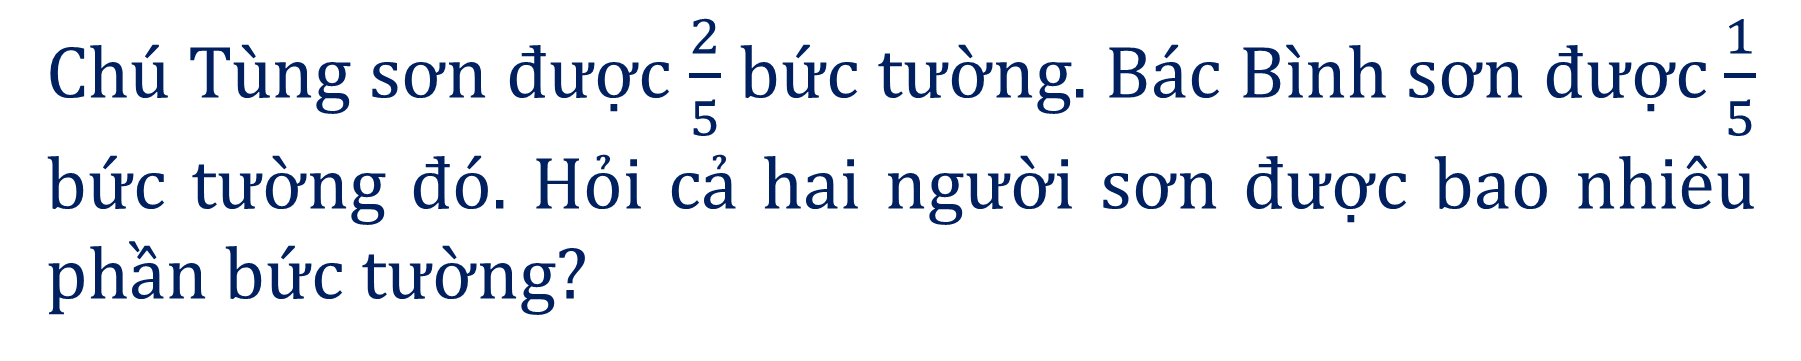 Chú Tùng sơn được 2/5 bức tường. Bác Bình sơn được 1/5
bức tường đó. Hỏi cả hai người sơn được bao nhiêu
phần bức tường?